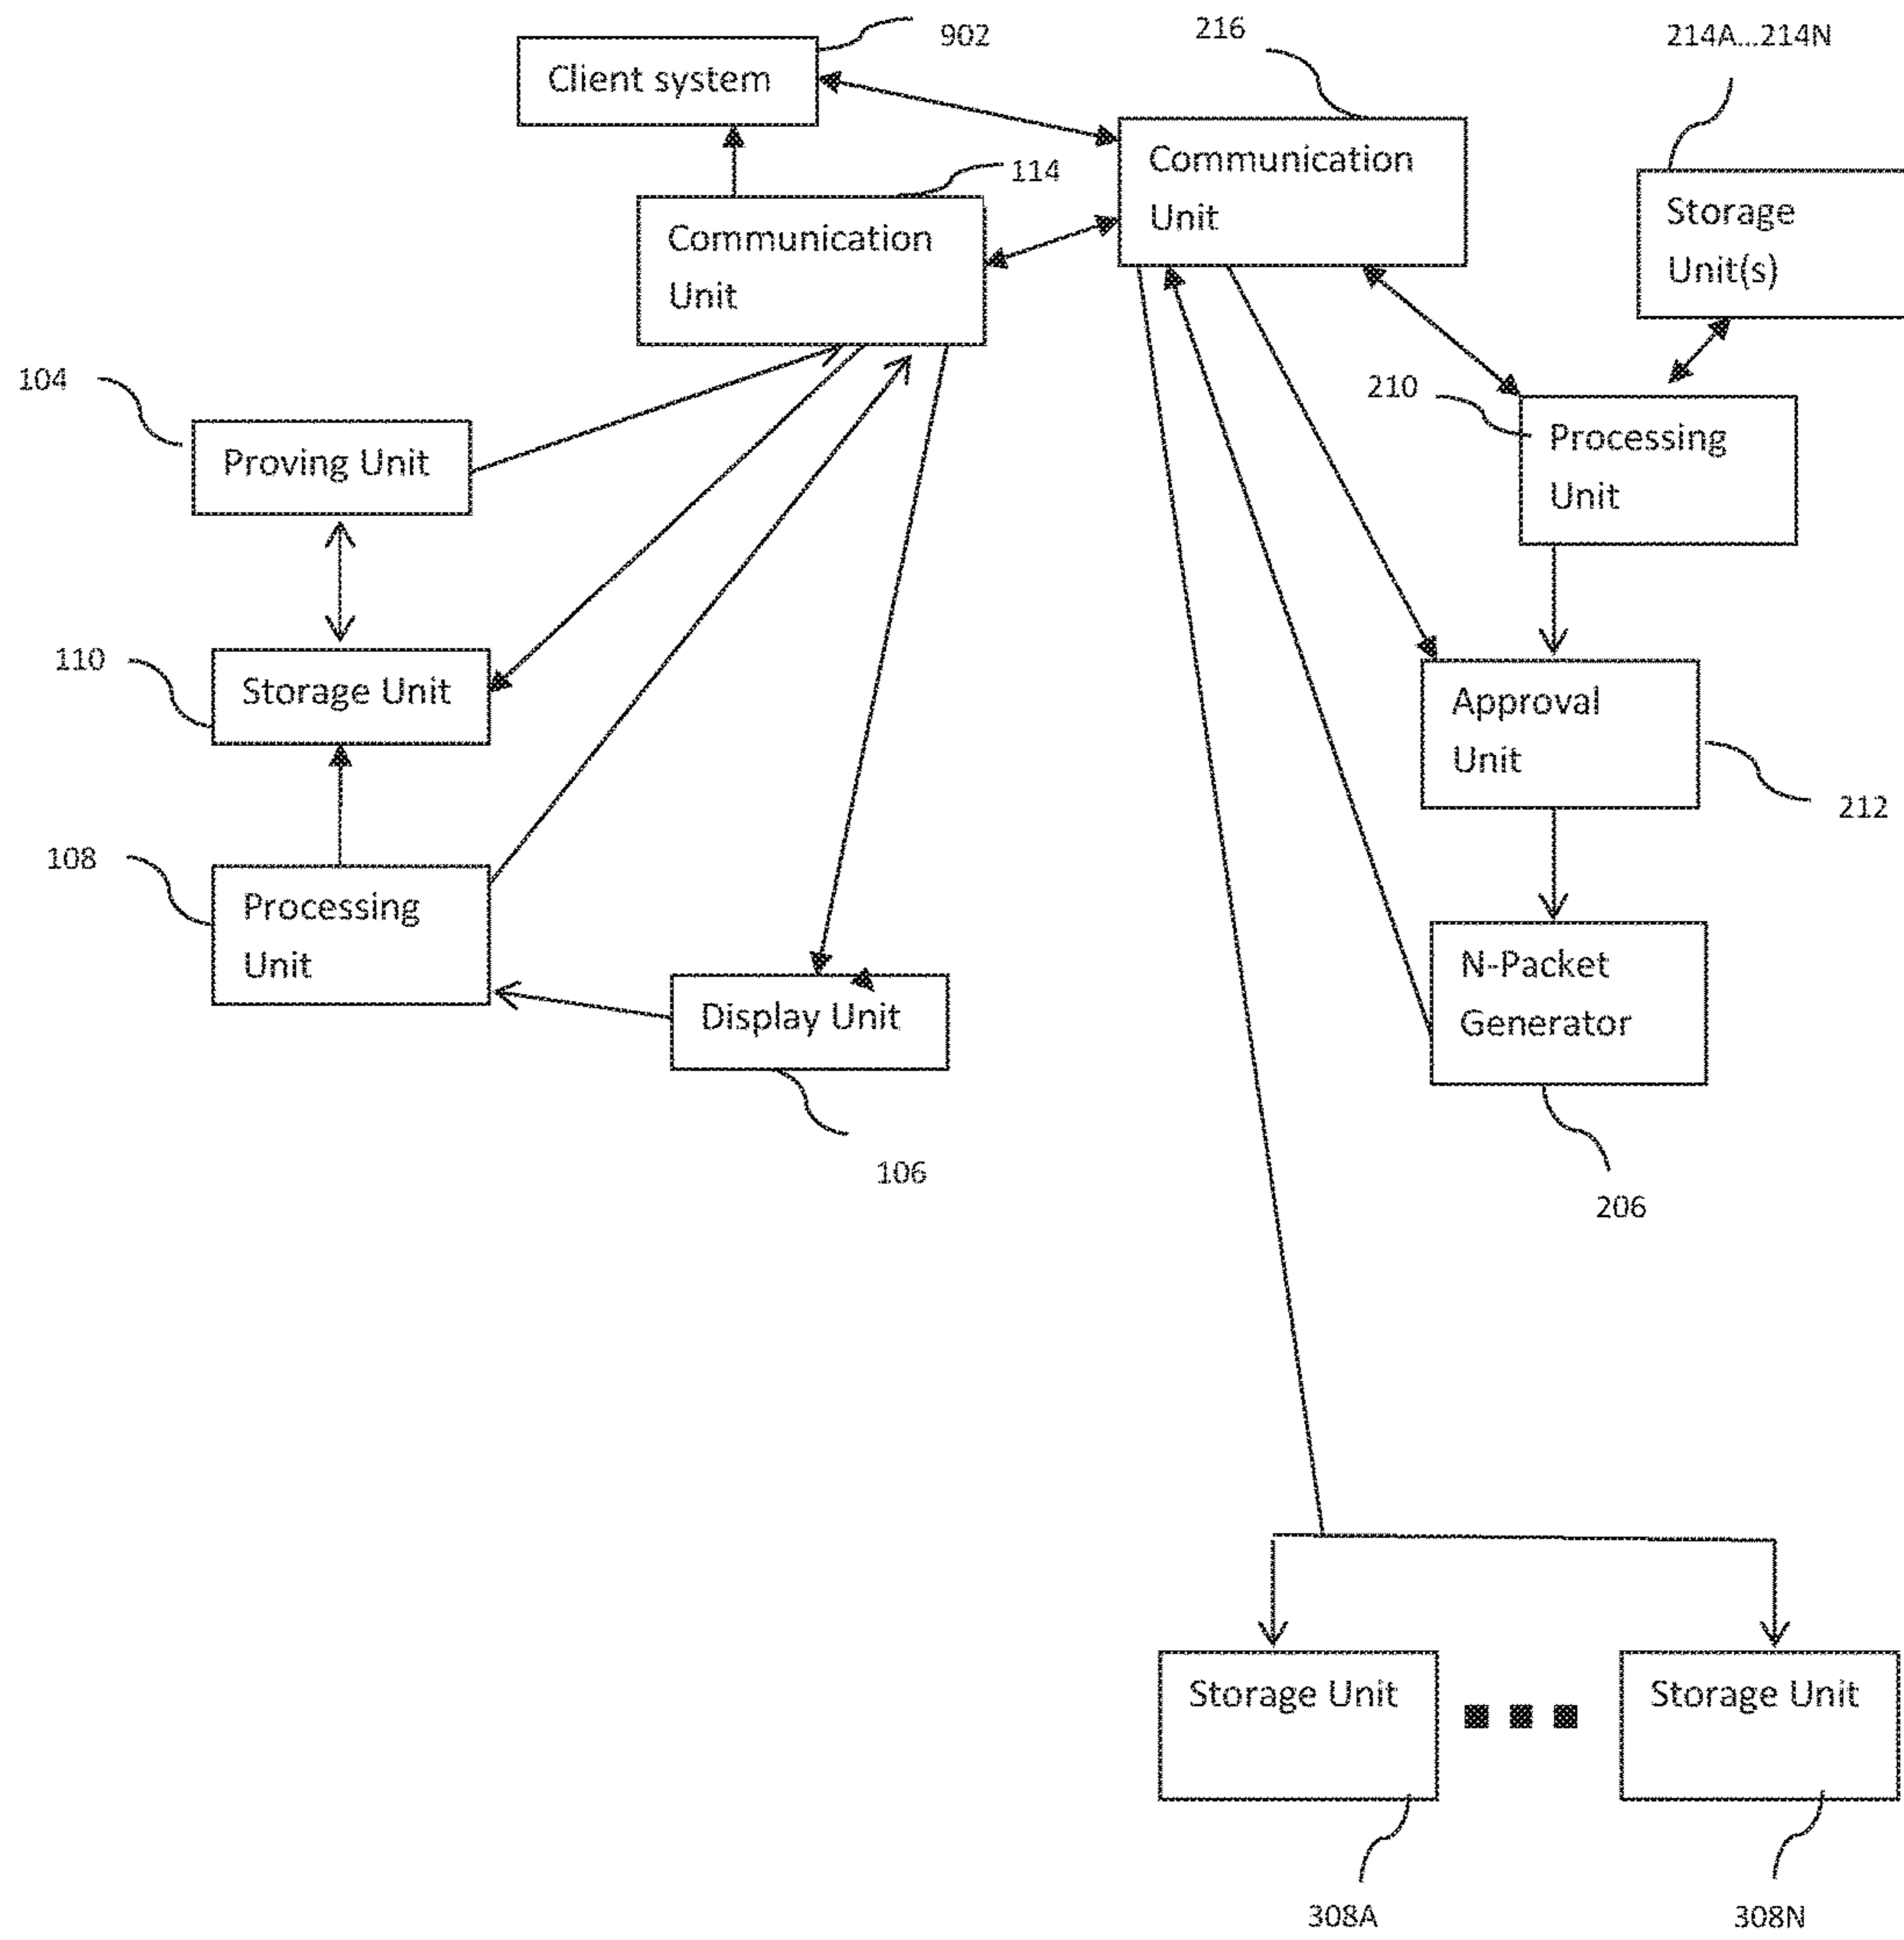 902
216
214A...214N
Client system
Communication
Unit
114
Storage
Unit(s)
Communication
Unit
104
210
Proving Unit
Processing
Unit
110
Storage Unit
Approval
Unit
212
108
Processing
Unit
N-Packet
Generator
Display Unit
106
206
Storage Unit
Storage Unit
308A
308N